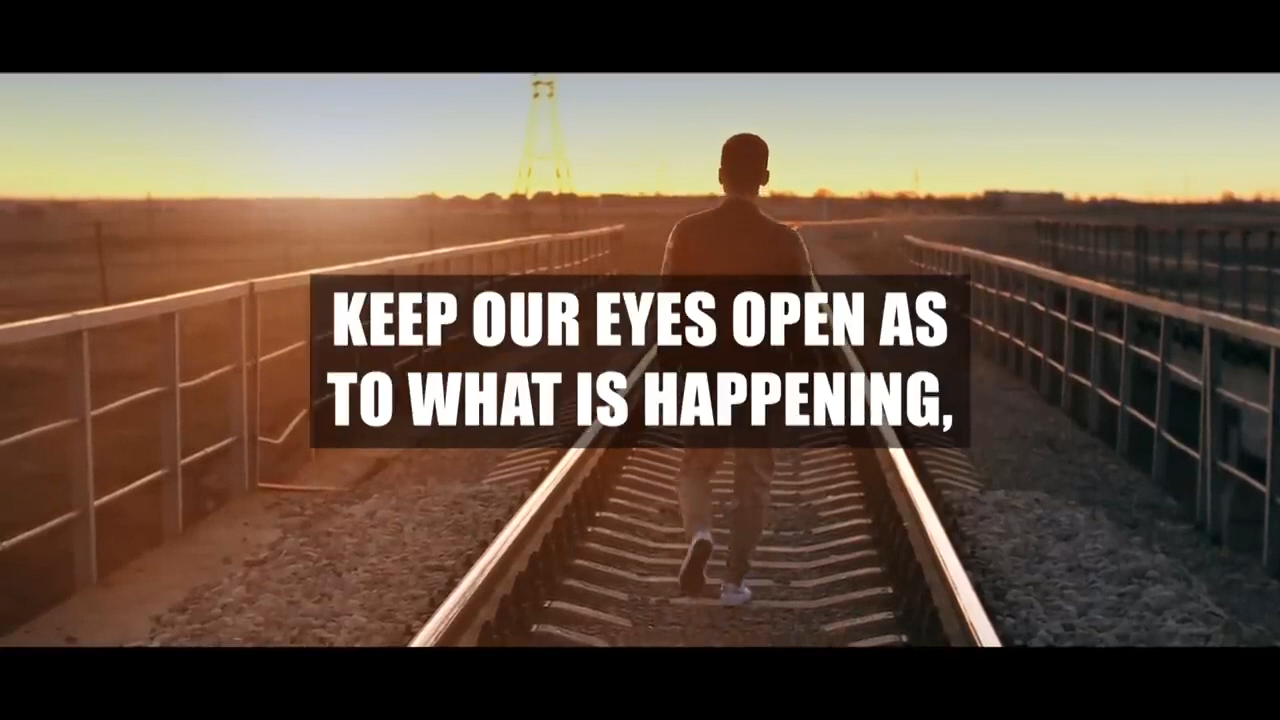 KEEP OUR EYES OPEN AS
TO WHAT IS HAPPENING,